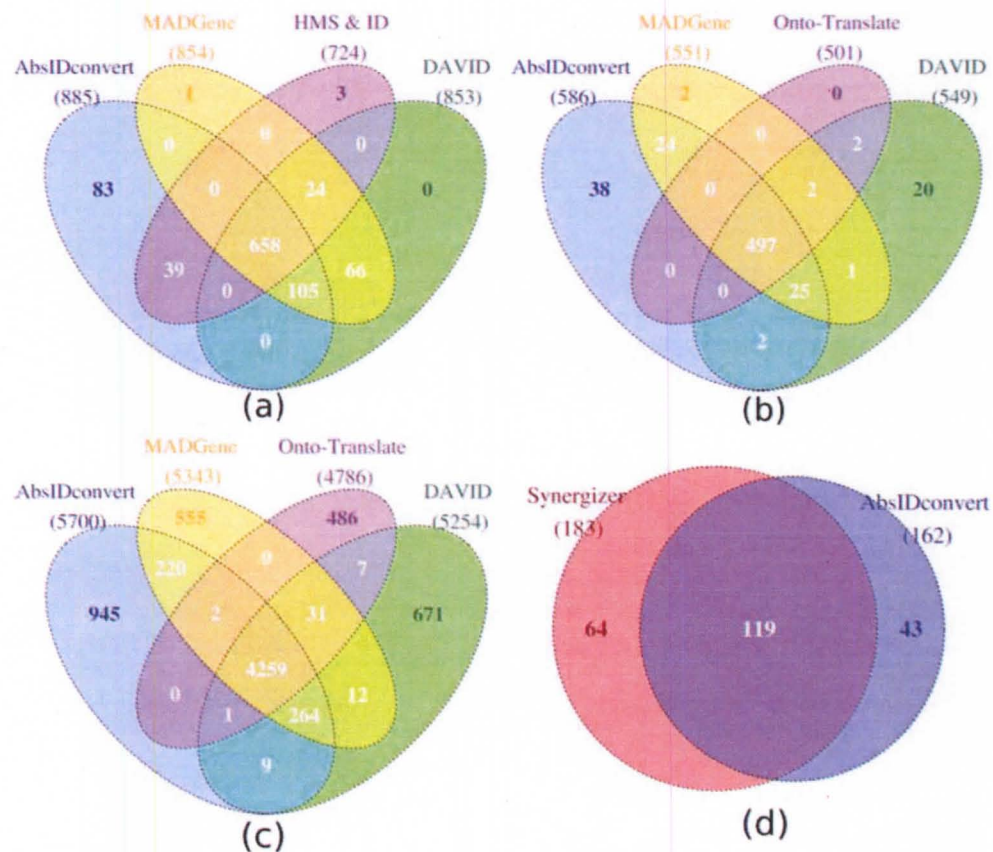 MADGene HMS & ID
(854) (724)
AbsIDconvert DAVID
(885) (853)
1 3
0 0 0
83 0 24 0
658
39 66
0 105
0
(a)
MADGene Onto-Translate
(551) (501)
AbsIDconvert DAVID
(586) (549)
2 0
24 0 2
38 0 2 20
497
0 1
0 25
2
(b)
MADGene Onto-Translate
(5343) (4786)
AbsIDconvert DAVID
(5700) (5254)
555 486
220 0 7
945 2 31 671
4259
0 12
1 264
9
(c)
Synergizer AbsIDconvert
(183) (162)
64 119 43
(d)